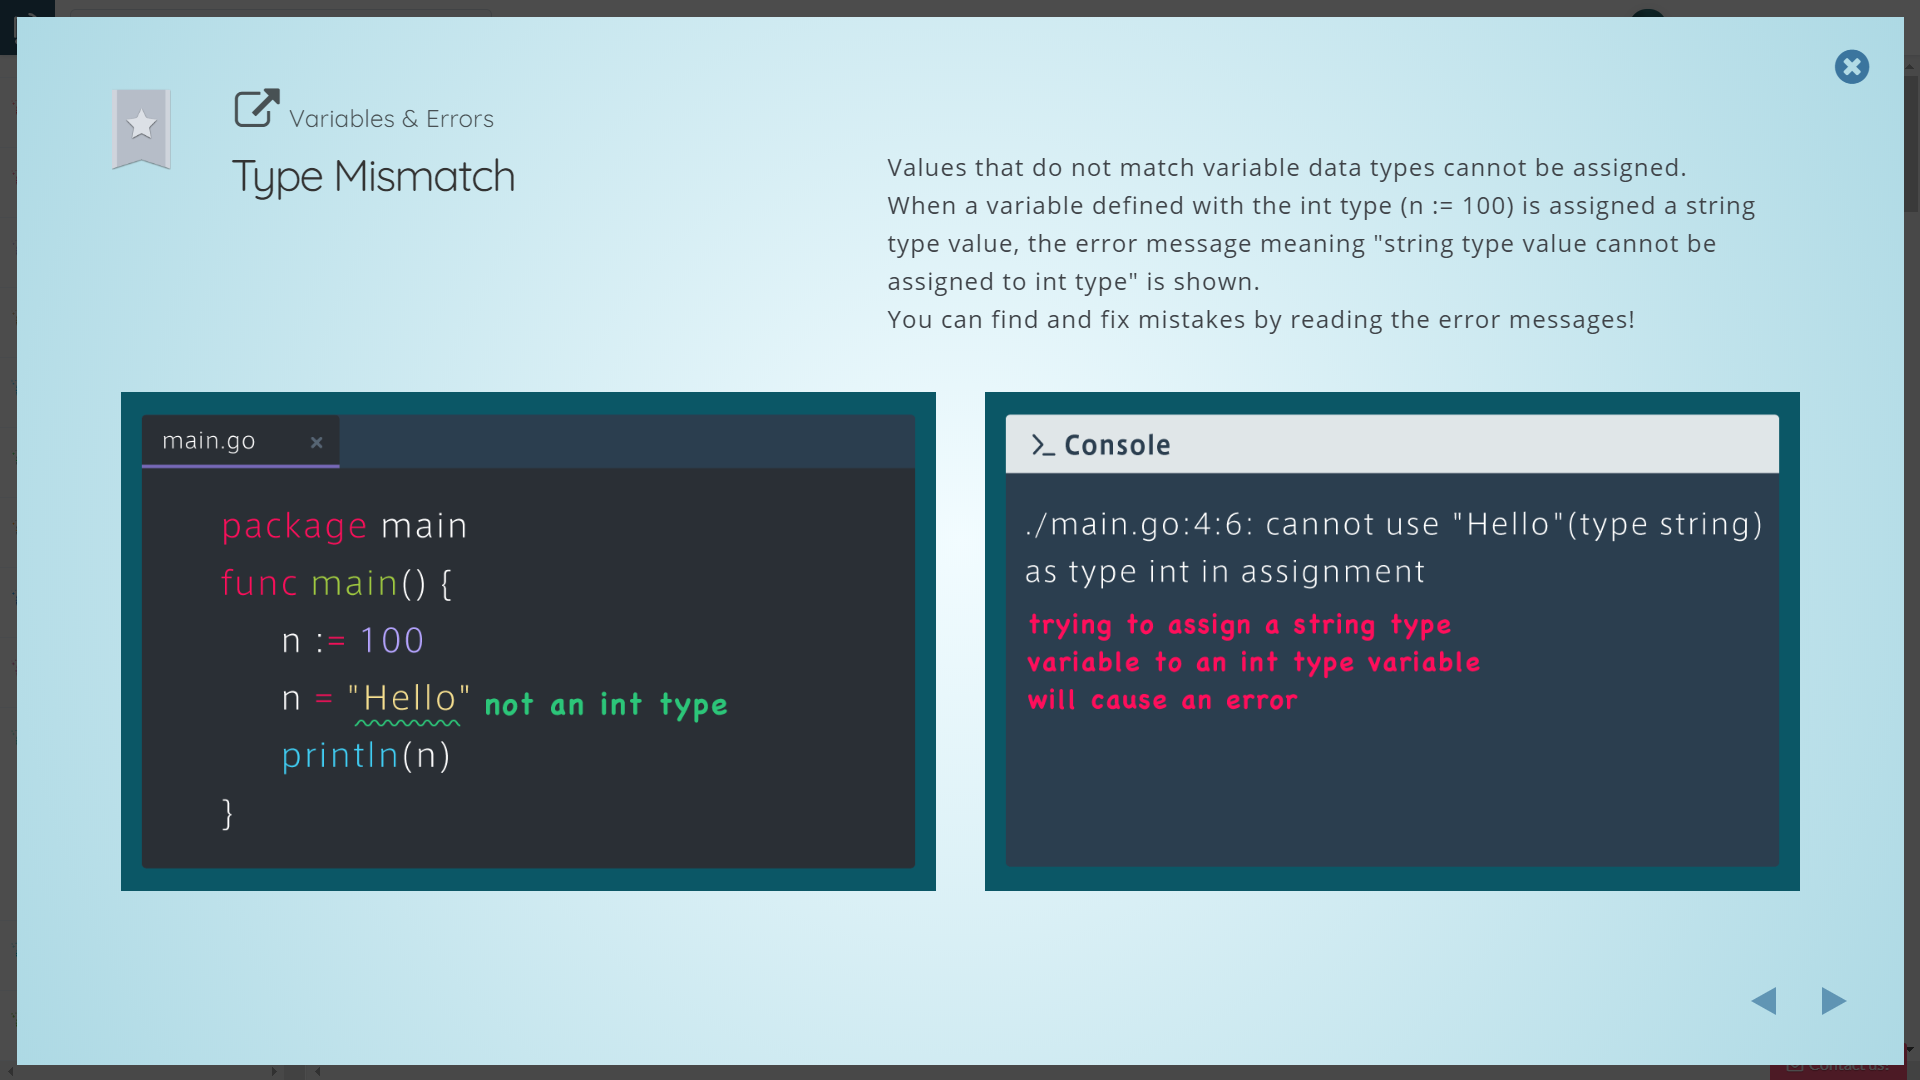 Variables & Errors
Type Mismatch
Values that do not match variable data types cannot be assigned.
When a variable defined with the int type (n := 100) is assigned a string
type value, the error message meaning "string type value cannot be
assigned to int type" is shown.
You can find and fix mistakes by reading the error messages!
main.go ×
package main
func main() {
n := 100
n = "Hello" not an int type
println(n)
}
>_ Console
./main.go:4:6: cannot use "Hello"(type string)
as type int in assignment
trying to assign a string type
variable to an int type variable
will cause an error
Contact us!